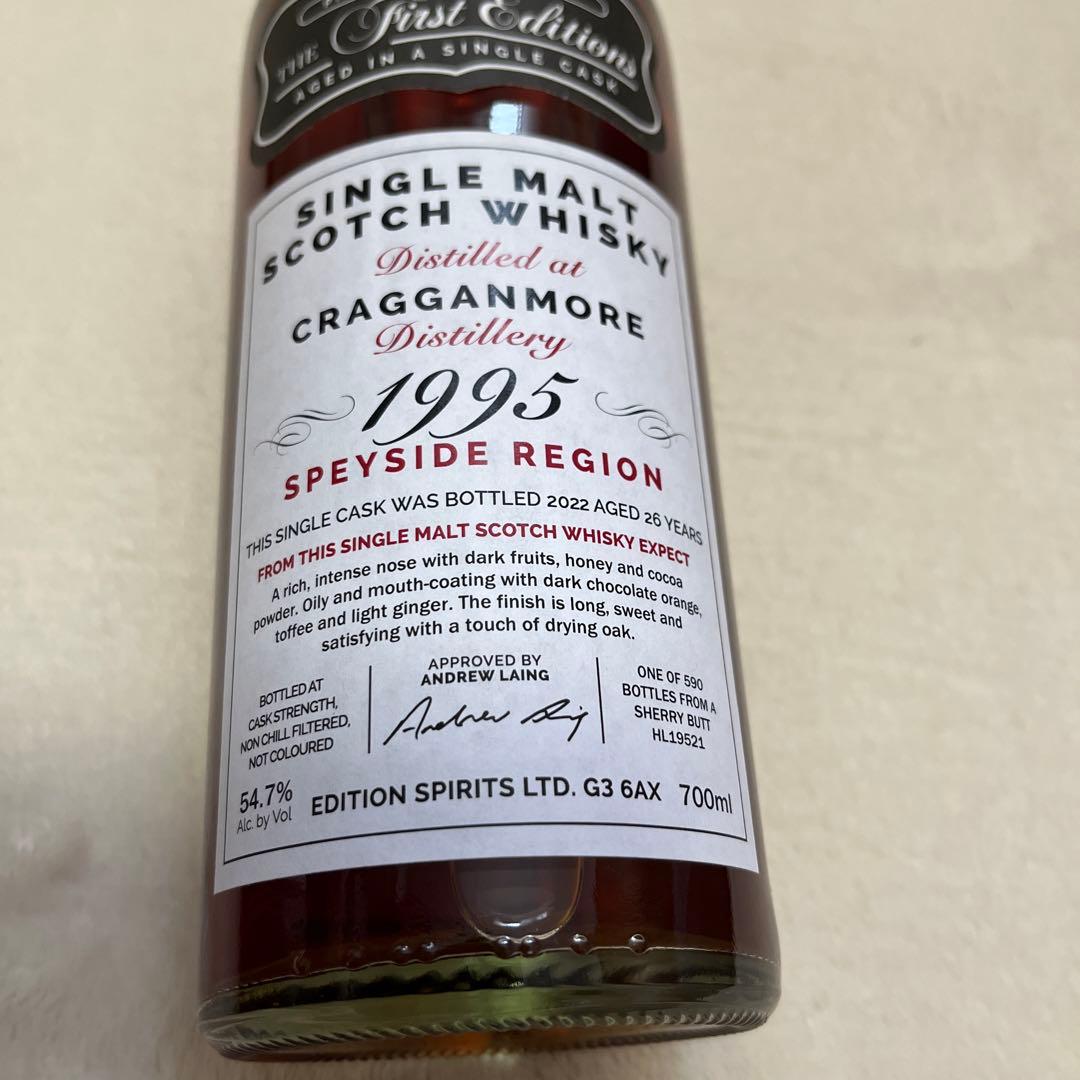 THE First Editions
AGED IN A SINGLE CASK
SINGLE MALT
SCOTCH WHISKY
Distilled at
CRAGGANMORE
Distillery
1995
SPEYSIDE REGION
THIS SINGLE CASK WAS BOTTLED 2022 AGED 26 YEARS
FROM THIS SINGLE MALT SCOTCH WHISKY EXPECT
A rich, intense nose with dark fruits, honey and cocoa
powder. Oily and mouth-coating with dark chocolate orange,
toffee and light ginger. The finish is long, sweet and
satisfying with a touch of drying oak.
BOTTLED AT
CASK STRENGTH,
NON CHILL FILTERED,
NOT COLOURED
APPROVED BY
ANDREW LAING
Andrew Laing
ONE OF 590
BOTTLES FROM A
SHERRY BUTT
HL19521
54.7%
Alc. by Vol
EDITION SPIRITS LTD. G3 6AX
700ml